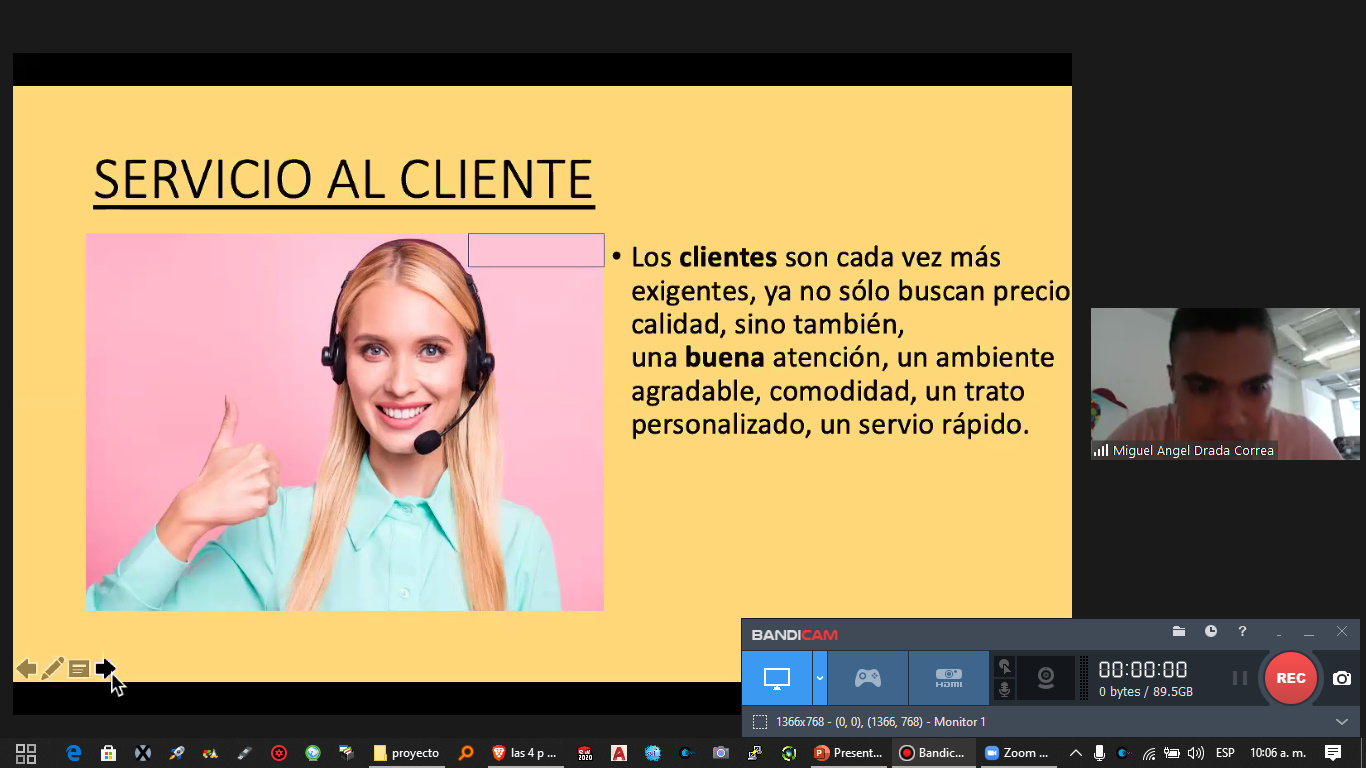 SERVICIO AL CLIENTE
• Los clientes son cada vez más
exigentes, ya no sólo buscan precio
calidad, sino también,
una buena atención, un ambiente
agradable, comodidad, un trato
personalizado, un servio rápido.
Miguel Angel Drada Correa
BANDICAM
?
HDMI
00:00:00
0 bytes / 89.5GB
REC
1366x768 - (0, 0), (1366, 768) - Monitor 1
proyecto
las 4 p ...
2020
Present...
Bandic...
Zoom ...
ESP
10:06 a. m.